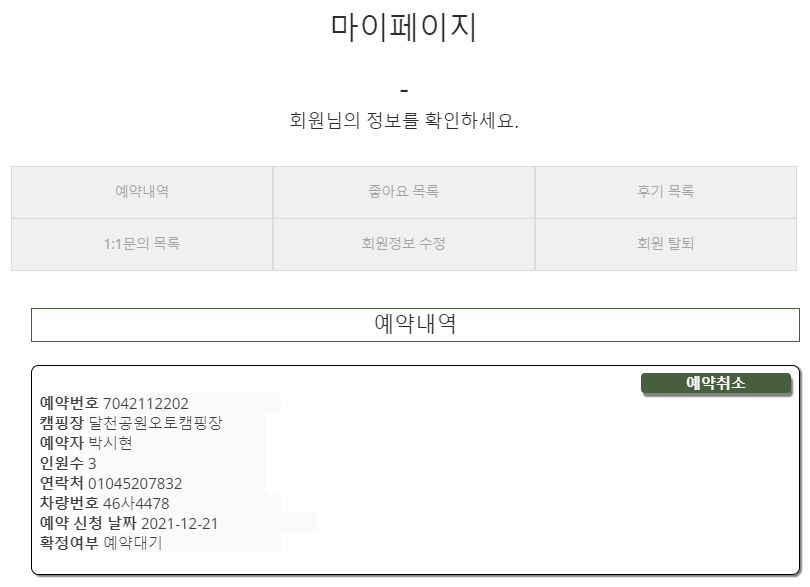 마이페이지
-
회원님의 정보를 확인하세요.
예약내역 좋아요 목록 후기 목록
1:1문의 목록 회원정보 수정 회원 탈퇴
예약내역
예약취소
예약번호 7042112202
캠핑장 달천공원오토캠핑장
예약자 박시현
인원수 3
연락처 01045207832
차량번호 46사4478
예약 신청 날짜 2021-12-21
확정여부 예약대기